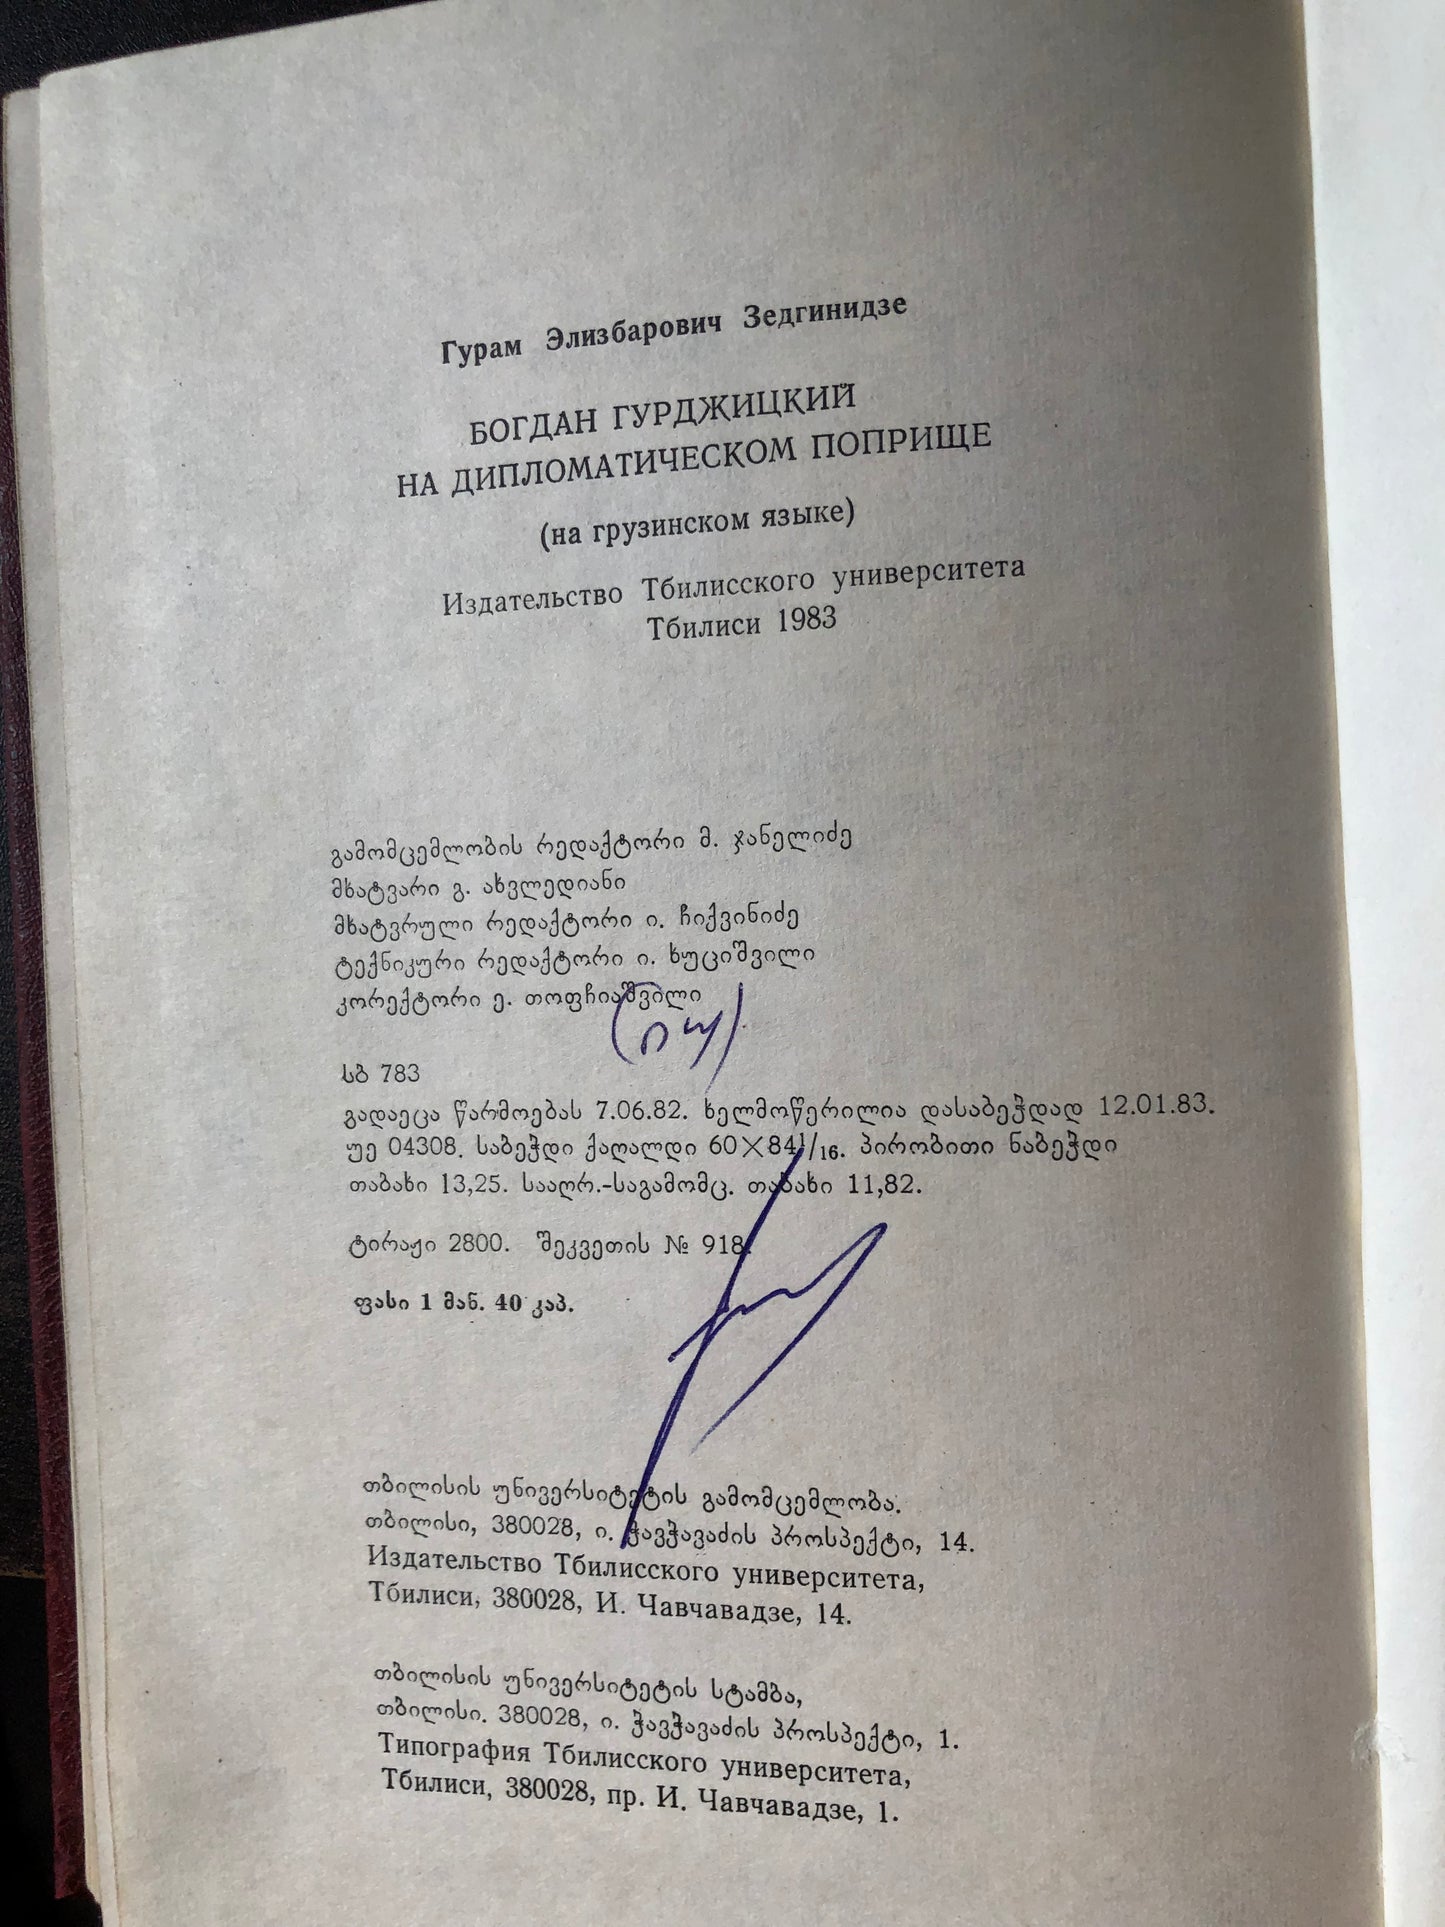 Гурам Элизбарович Зедгинидзе
БОГДАН ГУРДЖИЦКИЙ
НА ДИПЛОМАТИЧЕСКОМ ПОПРИЩЕ
(на грузинском языке)
Издательство Тбилисского университета
Тбилиси 1983
გამომცემლობის რედაქტორი მ. ჯანელიძე
მხატვარი გ. ახვლედიანი
მხატვრული რედაქტორი ი. ჩიქვინიძე
ტექნიკური რედაქტორი ი. ხუციშვილი
კორექტორი ე. თოფჩიაშვილი
სბ 783
გადაეცა წარმოებას 7.06.82. ხელმოწერილია დასაბეჭდად 12.01.83.
უე 04308. საბეჭდი ქაღალდი 60×84 1/16. პირობითი ნაბეჭდი
თაბახი 13,25. სააღრ.-საგამომც. თაბახი 11,82.
ტირაჟი 2800. შეკვეთის № 918.
ფასი 1 მან. 40 კაპ.
თბილისის უნივერსიტეტის გამომცემლობა.
თბილისი, 380028, ი. ჭავჭავაძის პროსპექტი, 14.
Издательство Тбилисского университета,
Тбилиси, 380028, И. Чавчавадзе, 14.
თბილისის უნივერსიტეტის სტამბა,
თბილისი. 380028, ი. ჭავჭავაძის პროსპექტი, 1.
Типография Тбилисского университета,
Тбилиси, 380028, пр. И. Чавчавадзе, 1.